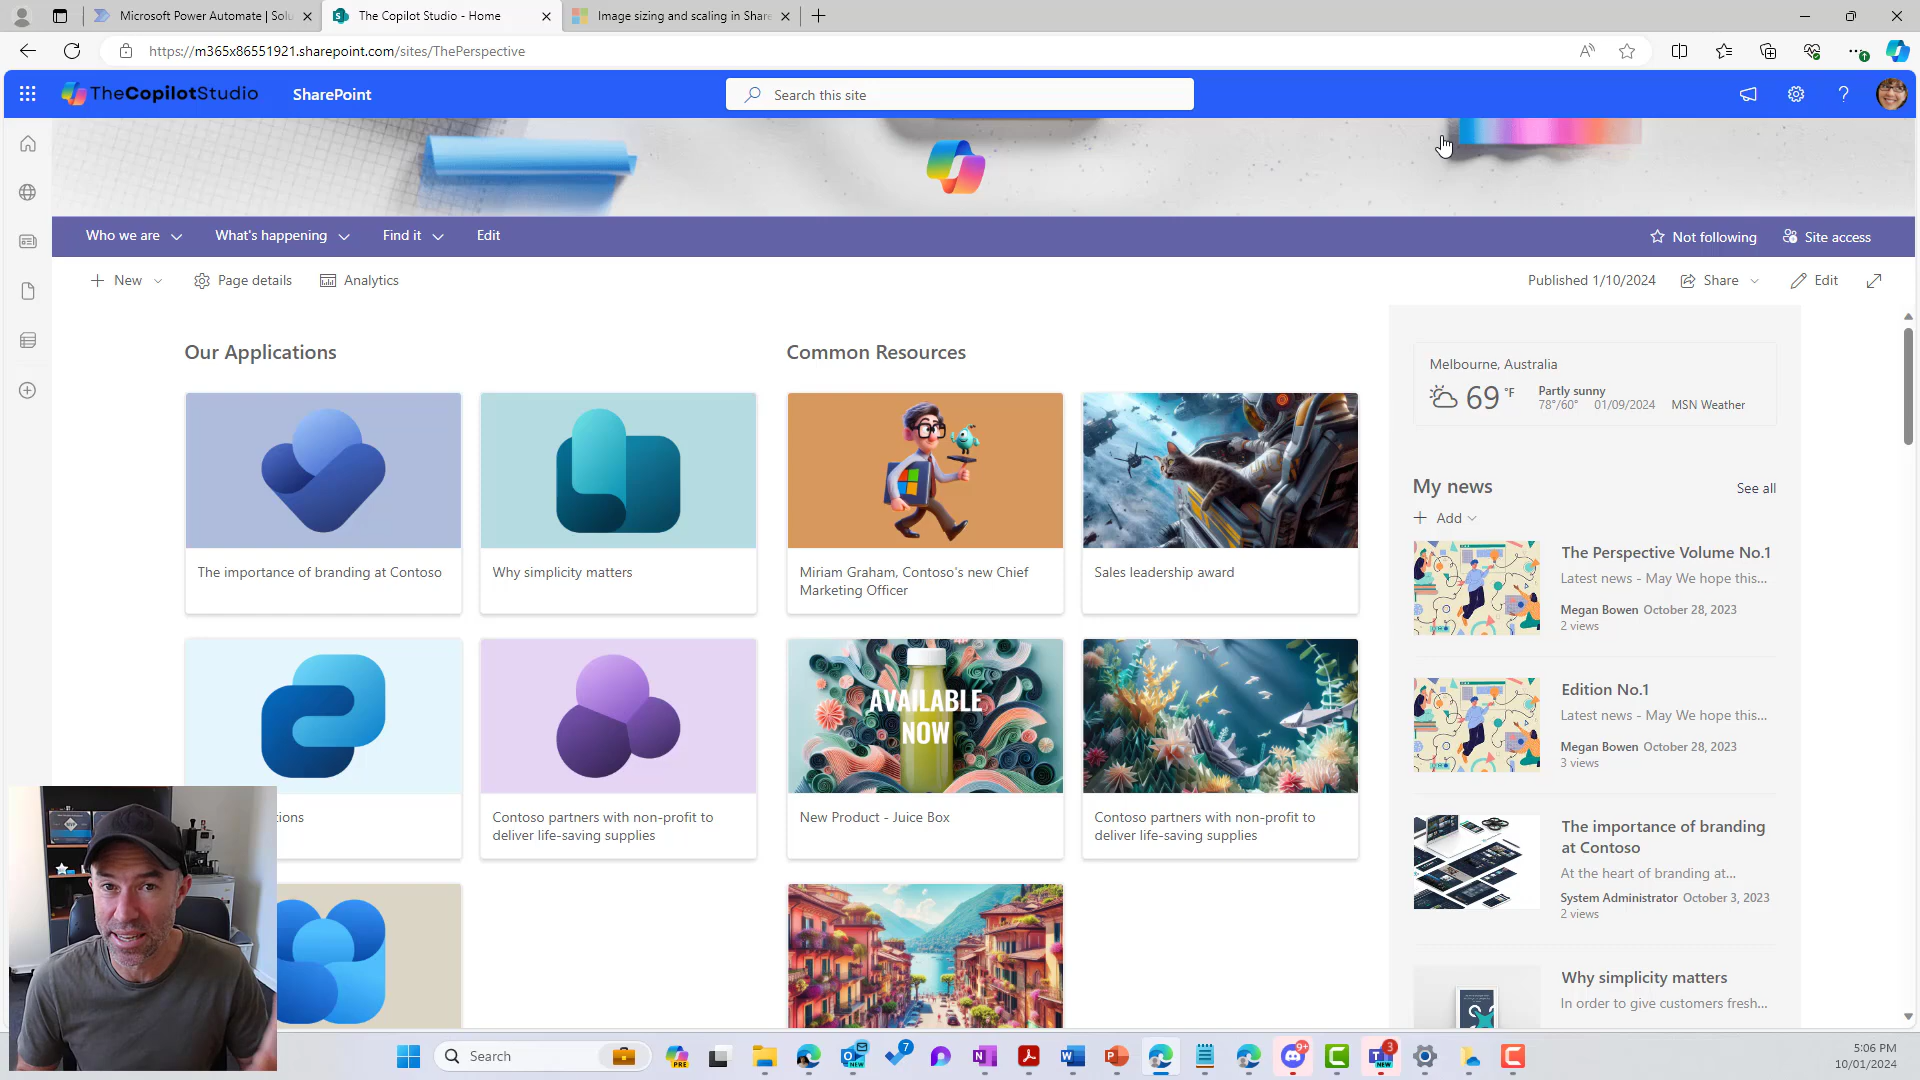 Microsoft Power Automate | Solu
The Copilot Studio - Home
Image sizing and scaling in Share
https://m365x86551921.sharepoint.com/sites/ThePerspective
TheCopilotStudio
SharePoint
Search this site
Who we are
What's happening
Find it
Edit
Not following
Site access
New
Page details
Analytics
Published 1/10/2024
Share
Edit
Our Applications
Common Resources
The importance of branding at Contoso
Why simplicity matters
Miriam Graham, Contoso's new Chief
Marketing Officer
Sales leadership award
AVAILABLE
NOW
tions
Contoso partners with non-profit to
deliver life-saving supplies
New Product - Juice Box
Contoso partners with non-profit to
deliver life-saving supplies
Melbourne, Australia
69 °F
Partly sunny
78°/60° 01/09/2024 MSN Weather
My news
See all
Add
The Perspective Volume No.1
Latest news - May We hope this...
Megan Bowen October 28, 2023
2 views
Edition No.1
Latest news - May We hope this...
Megan Bowen October 28, 2023
3 views
The importance of branding
at Contoso
At the heart of branding at...
System Administrator October 3, 2023
2 views
Why simplicity matters
In order to give customers fresh...
Search
PRE
NEW
7
9+
3
NEW
5:06 PM
10/01/2024